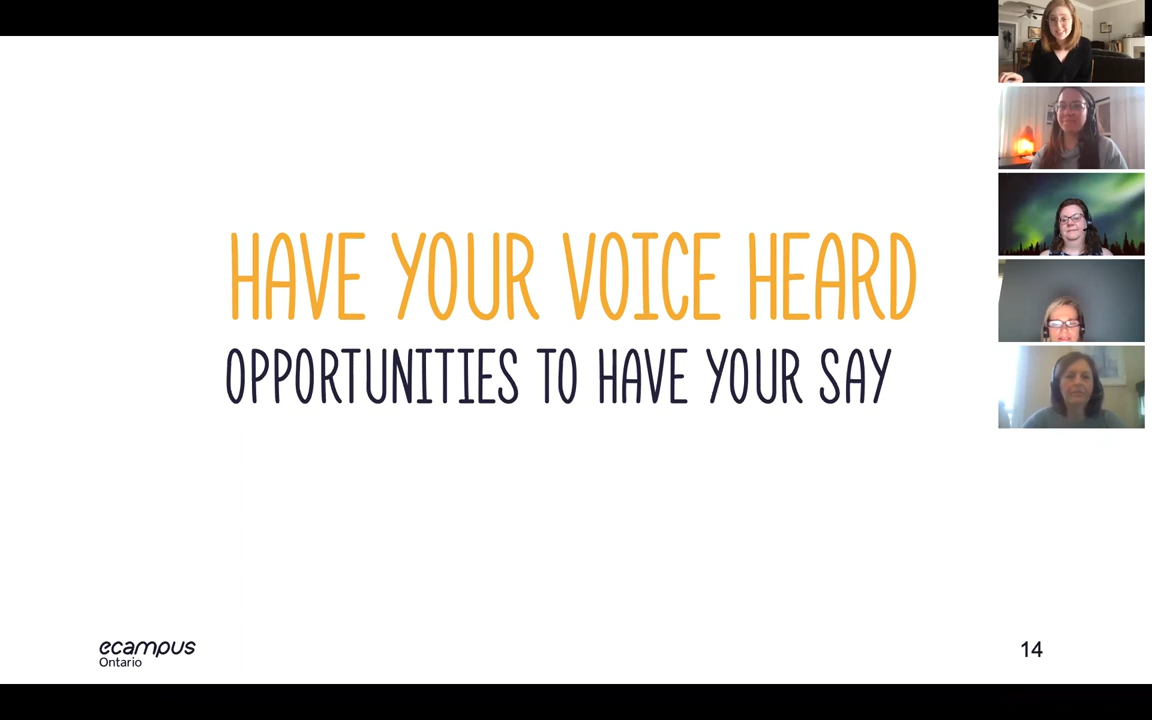 HAVE YOUR VOICE HEARD
OPPORTUNITIES TO HAVE YOUR SAY
ecampus
Ontario
14